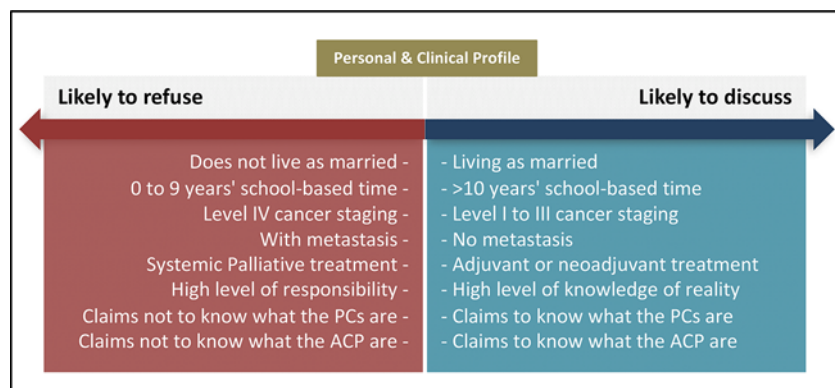 Personal & Clinical Profile
Likely to refuse
Likely to discuss
Does not live as married -
0 to 9 years' school-based time -
Level IV cancer staging -
With metastasis -
Systemic Palliative treatment -
High level of responsibility -
Claims not to know what the PCs are -
Claims not to know what the ACP are -
- Living as married
- >10 years' school-based time
- Level I to III cancer staging
- No metastasis
- Adjuvant or neoadjuvant treatment
- High level of knowledge of reality
- Claims to know what the PCs are
- Claims to know what the ACP are